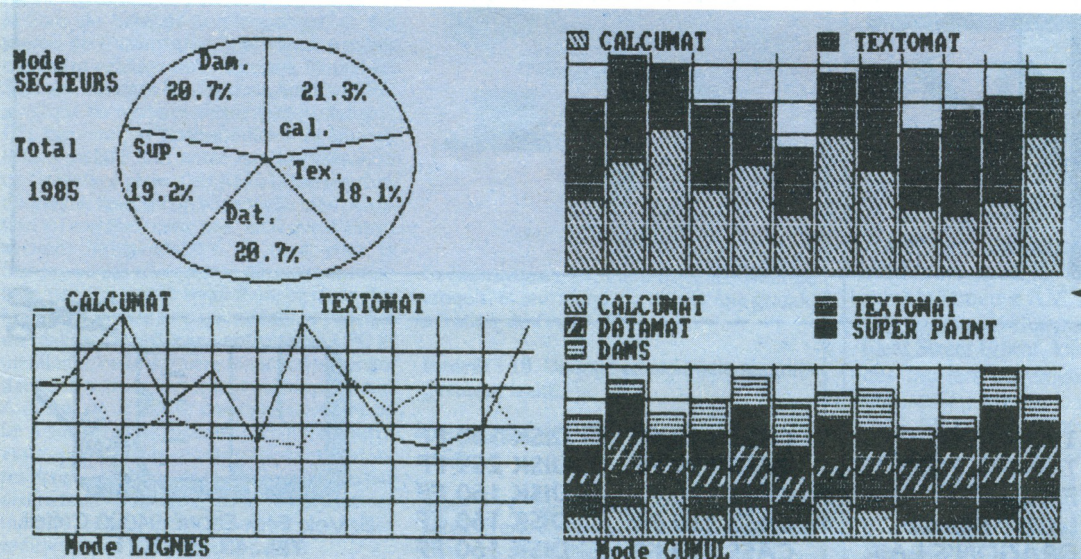 Mode
SECTEURS
Total
1985
Dam.
20.7%
21.3%
cal.
Sup.
19.2%
Tex.
18.1%
Dat.
20.7%
CALCUMAT TEXTOMAT
CALCUMAT TEXTOMAT
Mode LIGNES
CALCUMAT TEXTOMAT
DATAMAT SUPER PAINT
DAMS
Mode CUMUL